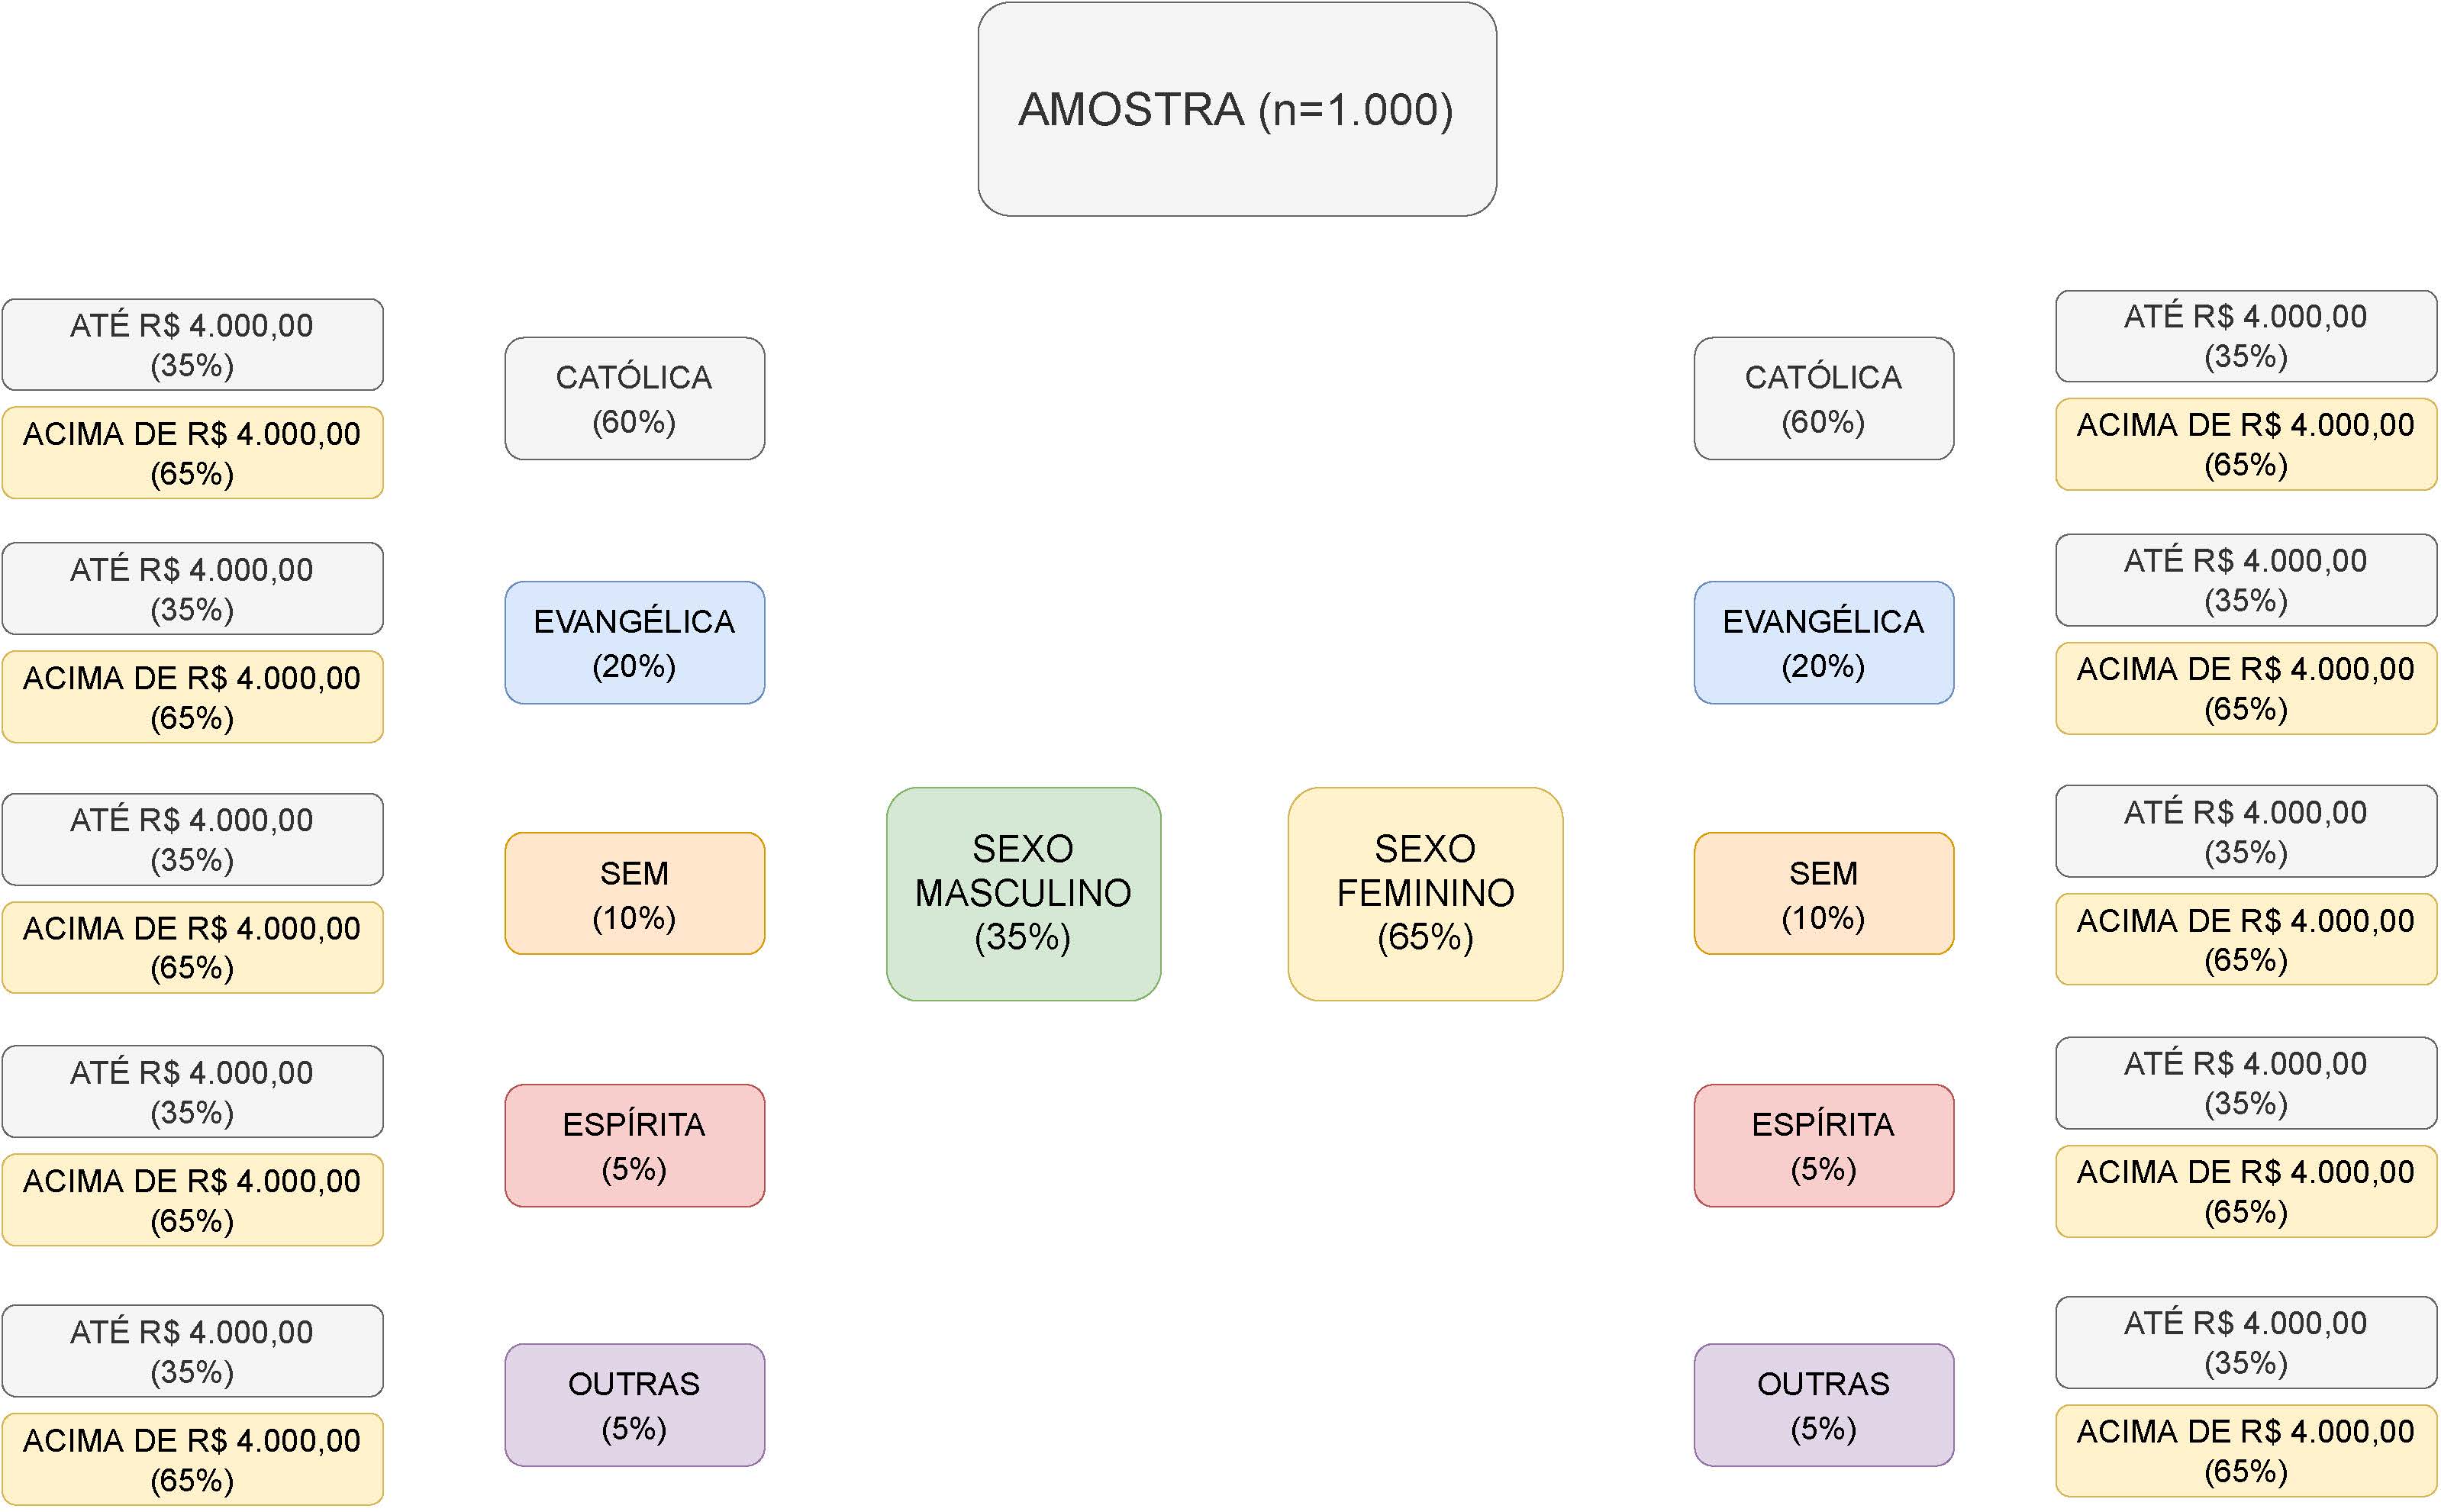 AMOSTRA (n=1.000)
ATÉ R$ 4.000,00
(35%)
ACIMA DE R$ 4.000,00
(65%)
CATÓLICA
(60%)
CATÓLICA
(60%)
ATÉ R$ 4.000,00
(35%)
ACIMA DE R$ 4.000,00
(65%)
ATÉ R$ 4.000,00
(35%)
ACIMA DE R$ 4.000,00
(65%)
EVANGÉLICA
(20%)
EVANGÉLICA
(20%)
ATÉ R$ 4.000,00
(35%)
ACIMA DE R$ 4.000,00
(65%)
ATÉ R$ 4.000,00
(35%)
ACIMA DE R$ 4.000,00
(65%)
SEM
(10%)
SEXO
MASCULINO
(35%)
SEXO
FEMININO
(65%)
SEM
(10%)
ATÉ R$ 4.000,00
(35%)
ACIMA DE R$ 4.000,00
(65%)
ATÉ R$ 4.000,00
(35%)
ACIMA DE R$ 4.000,00
(65%)
ESPÍRITA
(5%)
ESPÍRITA
(5%)
ATÉ R$ 4.000,00
(35%)
ACIMA DE R$ 4.000,00
(65%)
ATÉ R$ 4.000,00
(35%)
ACIMA DE R$ 4.000,00
(65%)
OUTRAS
(5%)
OUTRAS
(5%)
ATÉ R$ 4.000,00
(35%)
ACIMA DE R$ 4.000,00
(65%)